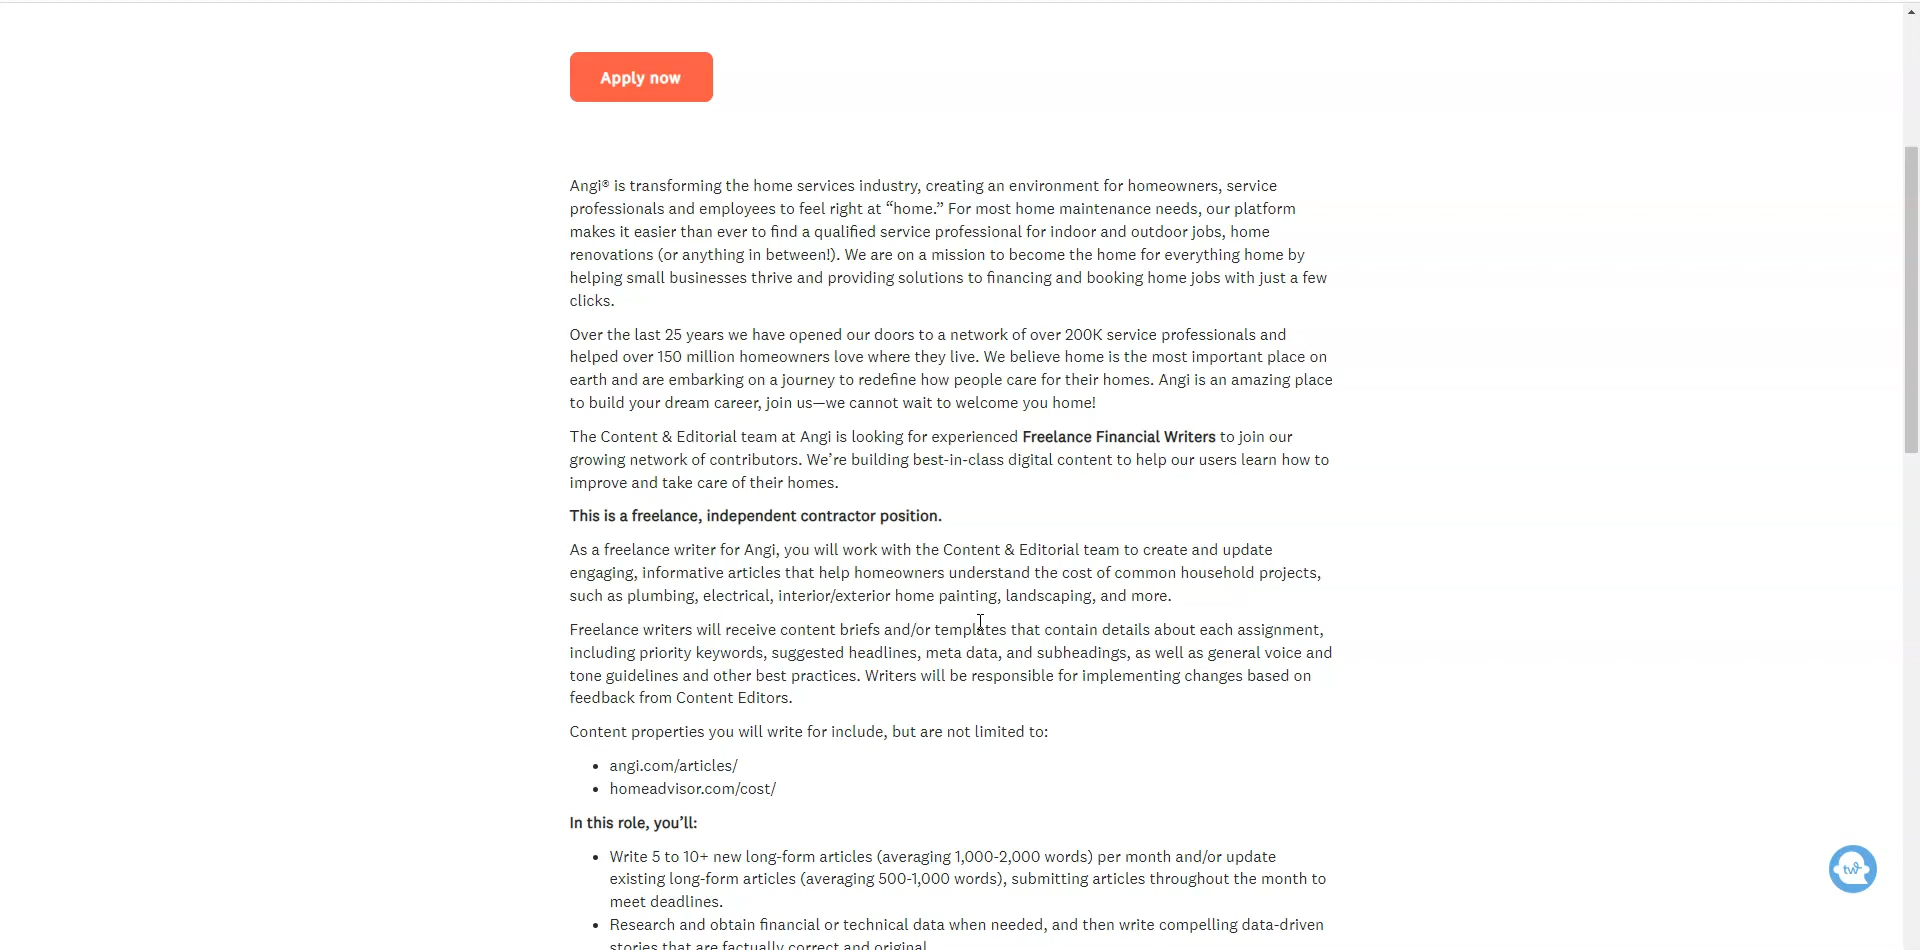 Apply now
Angi® is transforming the home services industry, creating an environment for homeowners, service
professionals and employees to feel right at “home.” For most home maintenance needs, our platform
makes it easier than ever to find a qualified service professional for indoor and outdoor jobs, home
renovations (or anything in between!). We are on a mission to become the home for everything home by
helping small businesses thrive and providing solutions to financing and booking home jobs with just a few
clicks.
Over the last 25 years we have opened our doors to a network of over 200K service professionals and
helped over 150 million homeowners love where they live. We believe home is the most important place on
earth and are embarking on a journey to redefine how people care for their homes. Angi is an amazing place
to build your dream career, join us—we cannot wait to welcome you home!
The Content & Editorial team at Angi is looking for experienced Freelance Financial Writers to join our
growing network of contributors. We’re building best-in-class digital content to help our users learn how to
improve and take care of their homes.
This is a freelance, independent contractor position.
As a freelance writer for Angi, you will work with the Content & Editorial team to create and update
engaging, informative articles that help homeowners understand the cost of common household projects,
such as plumbing, electrical, interior/exterior home painting, landscaping, and more.
Freelance writers will receive content briefs and/or templates that contain details about each assignment,
including priority keywords, suggested headlines, meta data, and subheadings, as well as general voice and
tone guidelines and other best practices. Writers will be responsible for implementing changes based on
feedback from Content Editors.
Content properties you will write for include, but are not limited to:
• angi.com/articles/
• homeadvisor.com/cost/
In this role, you’ll:
• Write 5 to 10+ new long-form articles (averaging 1,000-2,000 words) per month and/or update
existing long-form articles (averaging 500-1,000 words), submitting articles throughout the month to
meet deadlines.
• Research and obtain financial or technical data when needed, and then write compelling data-driven
stories that are factually correct and original.
tw